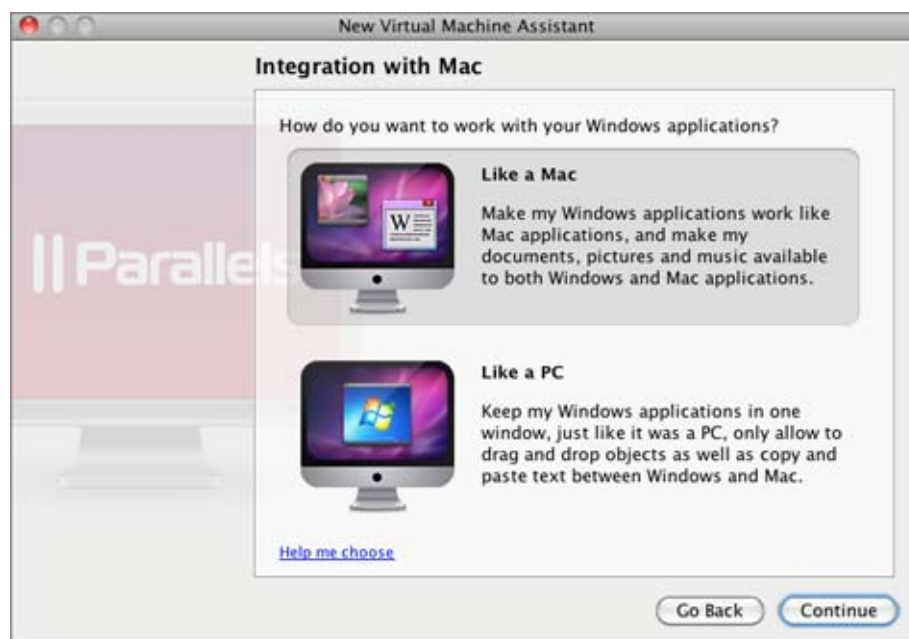 New Virtual Machine Assistant
Integration with Mac
|| Parallels
How do you want to work with your Windows applications?
W
Like a Mac
Make my Windows applications work like
Mac applications, and make my
documents, pictures and music available
to both Windows and Mac applications.
Like a PC
Keep my Windows applications in one
window, just like it was a PC, only allow to
drag and drop objects as well as copy and
paste text between Windows and Mac.
Help me choose
Go Back
Continue